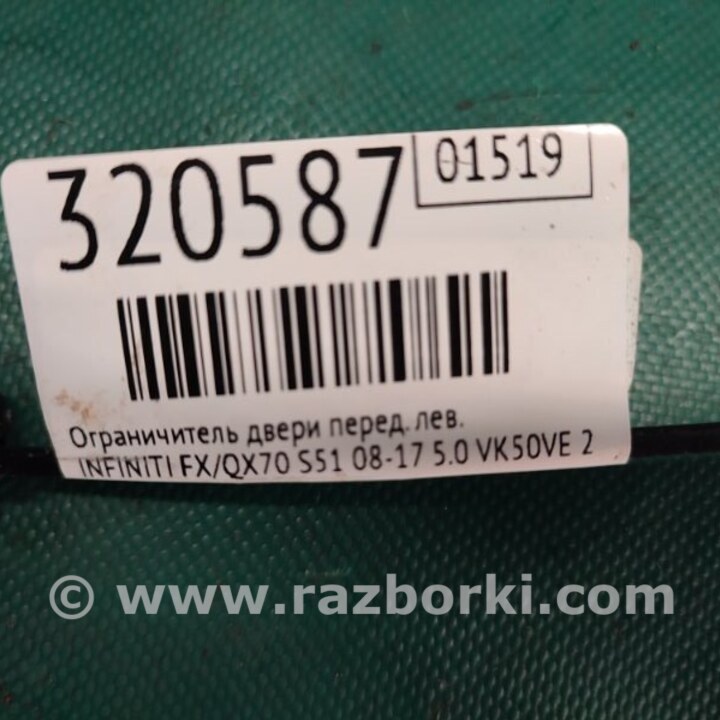 320587
01519
Ограничитель двери перед. лев.
INFINITI FX/QX70 S51 08-17 5.0 VK50VE 2
© www.razborki.com